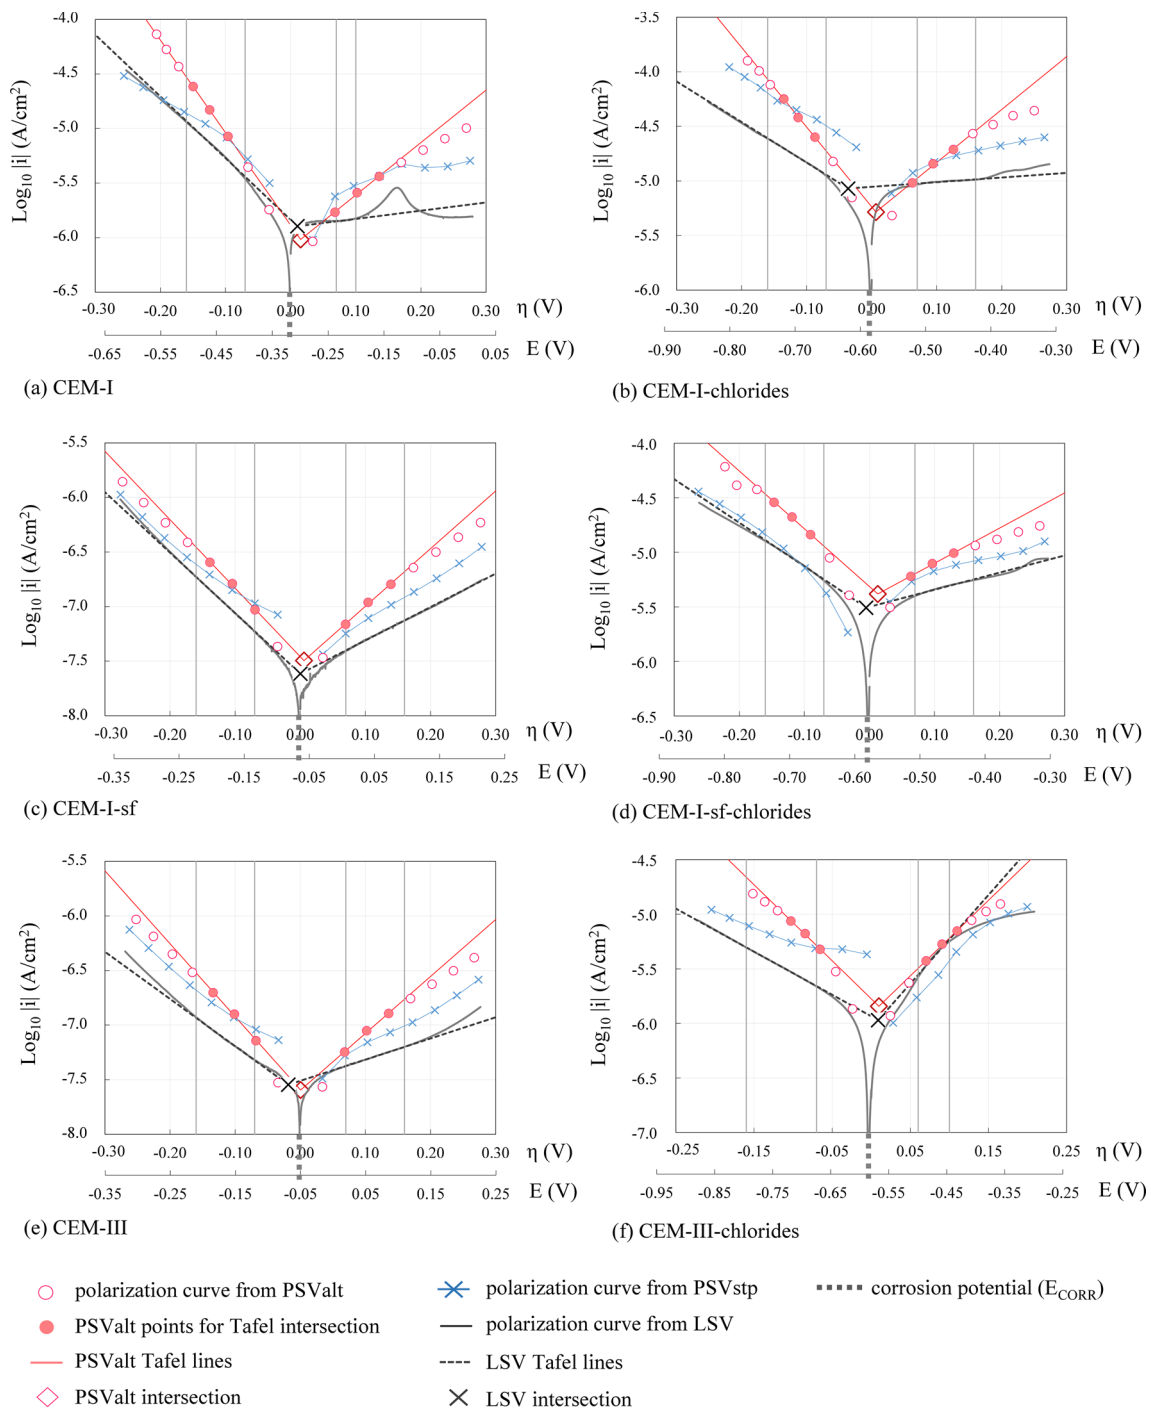 -4.0
-4.5
-5.0
-5.5
-6.0
-6.5
Log10 |i| (A/cm²)
-0.30 -0.20 -0.10 0.00 0.10 0.20 0.30 η (V)
-0.65 -0.55 -0.45 -0.35 -0.25 -0.15 -0.05 0.05 E (V)
(a) CEM-I
-3.5
-4.0
-4.5
-5.0
-5.5
-6.0
Log10 |i| (A/cm²)
-0.30 -0.20 -0.10 0.00 0.10 0.20 0.30 η (V)
-0.90 -0.80 -0.70 -0.60 -0.50 -0.40 -0.30 E (V)
(b) CEM-I-chlorides
-5.5
-6.0
-6.5
-7.0
-7.5
-8.0
Log10 |i| (A/cm²)
-0.30 -0.20 -0.10 0.00 0.10 0.20 0.30 η (V)
-0.35 -0.25 -0.15 -0.05 0.05 0.15 0.25 E (V)
(c) CEM-I-sf
-4.0
-4.5
-5.0
-5.5
-6.0
-6.5
Log10 |i| (A/cm²)
-0.30 -0.20 -0.10 0.00 0.10 0.20 0.30 η (V)
-0.90 -0.80 -0.70 -0.60 -0.50 -0.40 -0.30 E (V)
(d) CEM-I-sf-chlorides
-5.5
-6.0
-6.5
-7.0
-7.5
-8.0
Log10 |i| (A/cm²)
-0.30 -0.20 -0.10 0.00 0.10 0.20 0.30 η (V)
-0.35 -0.25 -0.15 -0.05 0.05 0.15 0.25 E (V)
(e) CEM-III
-4.5
-5.0
-5.5
-6.0
-6.5
-7.0
Log10 |i| (A/cm²)
-0.25 -0.15 -0.05 0.05 0.15 0.25 η (V)
-0.95 -0.85 -0.75 -0.65 -0.55 -0.45 -0.35 -0.25 E (V)
(f) CEM-III-chlorides
polarization curve from PSValt
PSValt points for Tafel intersection
PSValt Tafel lines
PSValt intersection
polarization curve from PSVstp
polarization curve from LSV
LSV Tafel lines
LSV intersection
corrosion potential (ECORR)